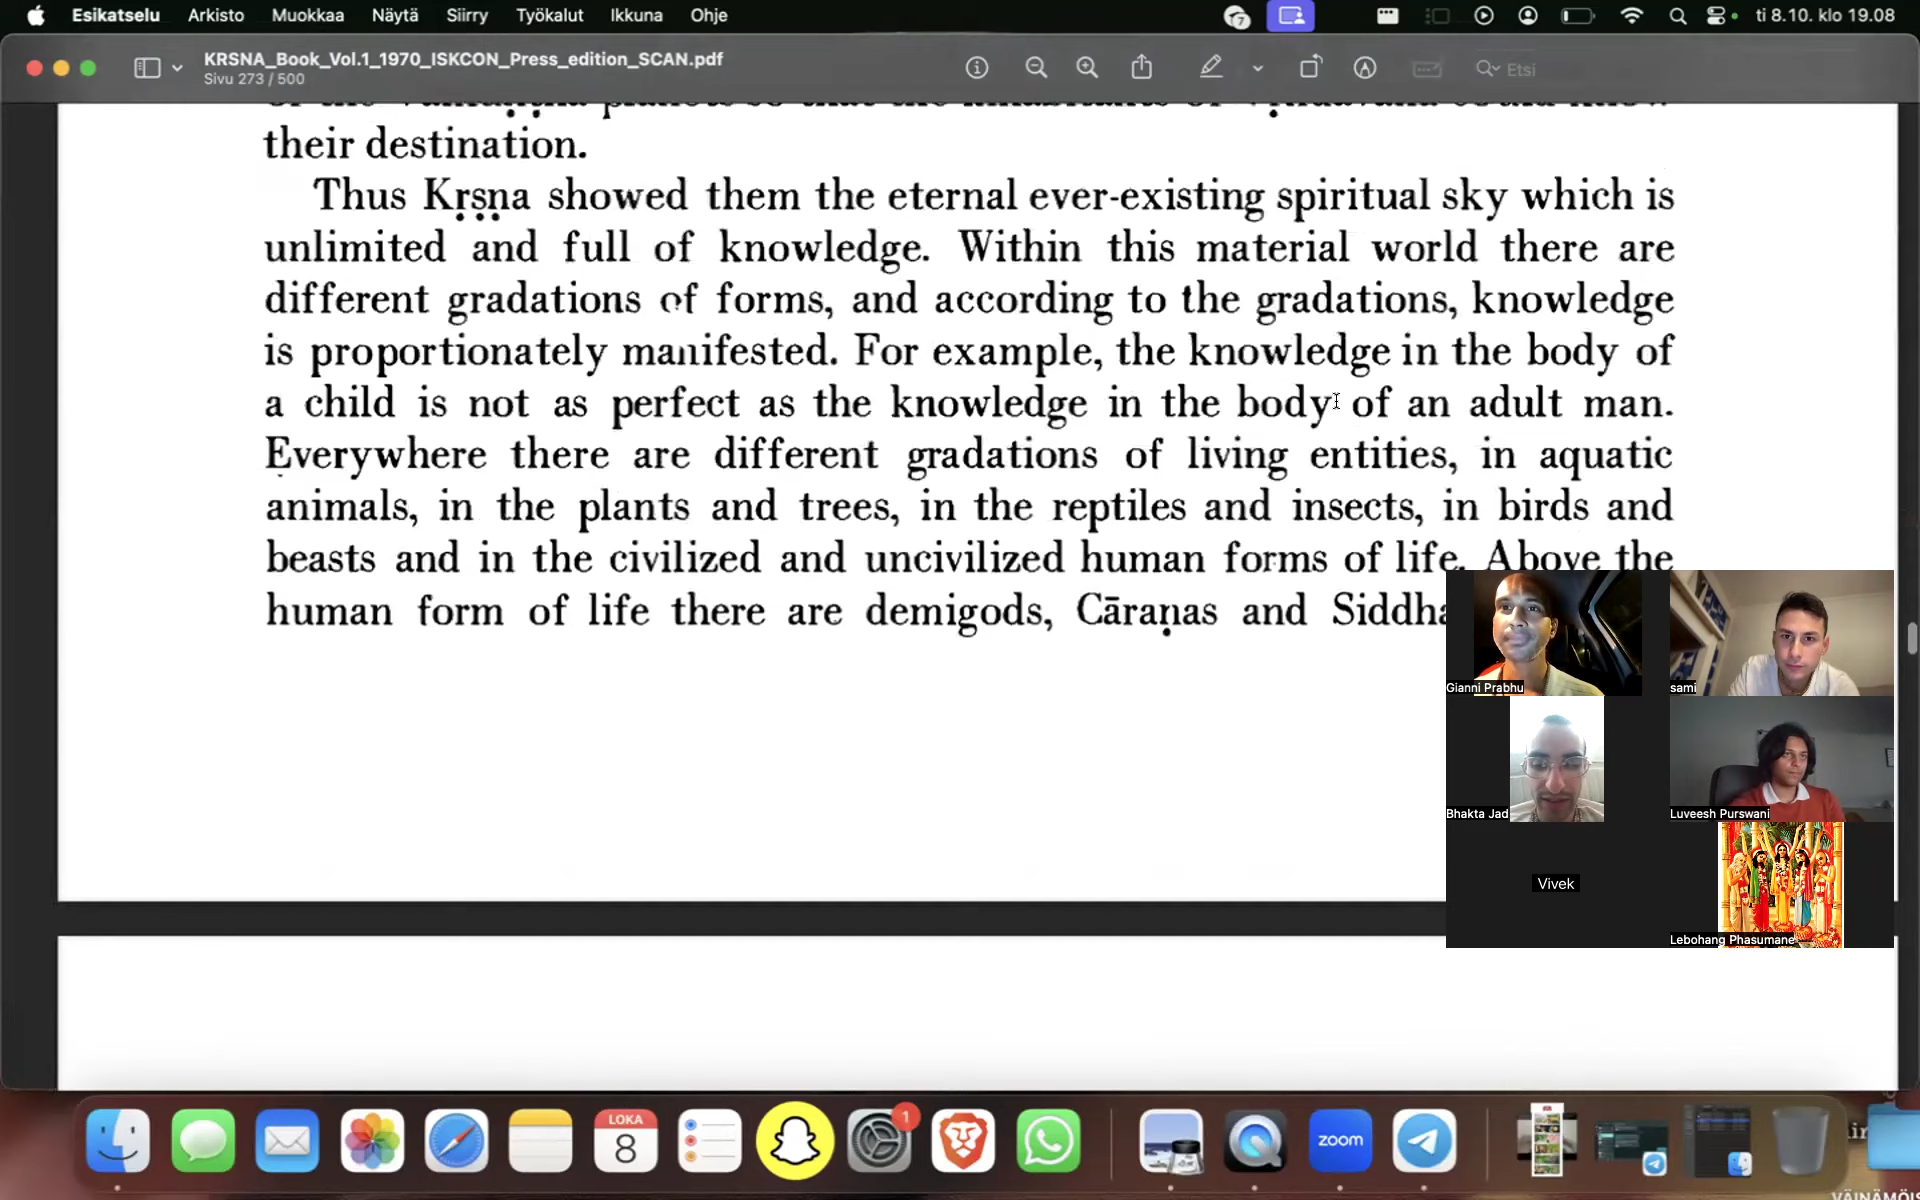 Esikatselu Arkisto Muokkaa Näytä Siirry Työkalut Ikkuna Ohje 7 ti 8.10. klo 19.08
KRSNA_Book_Vol.1_1970_ISKCON_Press_edition_SCAN.pdf
Sivu 273 / 500
Etsi
their destination.
Thus Kṛṣṇa showed them the eternal ever-existing spiritual sky which is
unlimited and full of knowledge. Within this material world there are
different gradations of forms, and according to the gradations, knowledge
is proportionately manifested. For example, the knowledge in the body of
a child is not as perfect as the knowledge in the body of an adult man.
Everywhere there are different gradations of living entities, in aquatic
animals, in the plants and trees, in the reptiles and insects, in birds and
beasts and in the civilized and uncivilized human forms of life. Above the
human form of life there are demigods, Cāraṇas and Siddha
Gianni Prabhu
sami
Bhakta Jad
Luveesh Purswani
Vivek
Lebohang Phasumane
LOKA
8
1
zoom